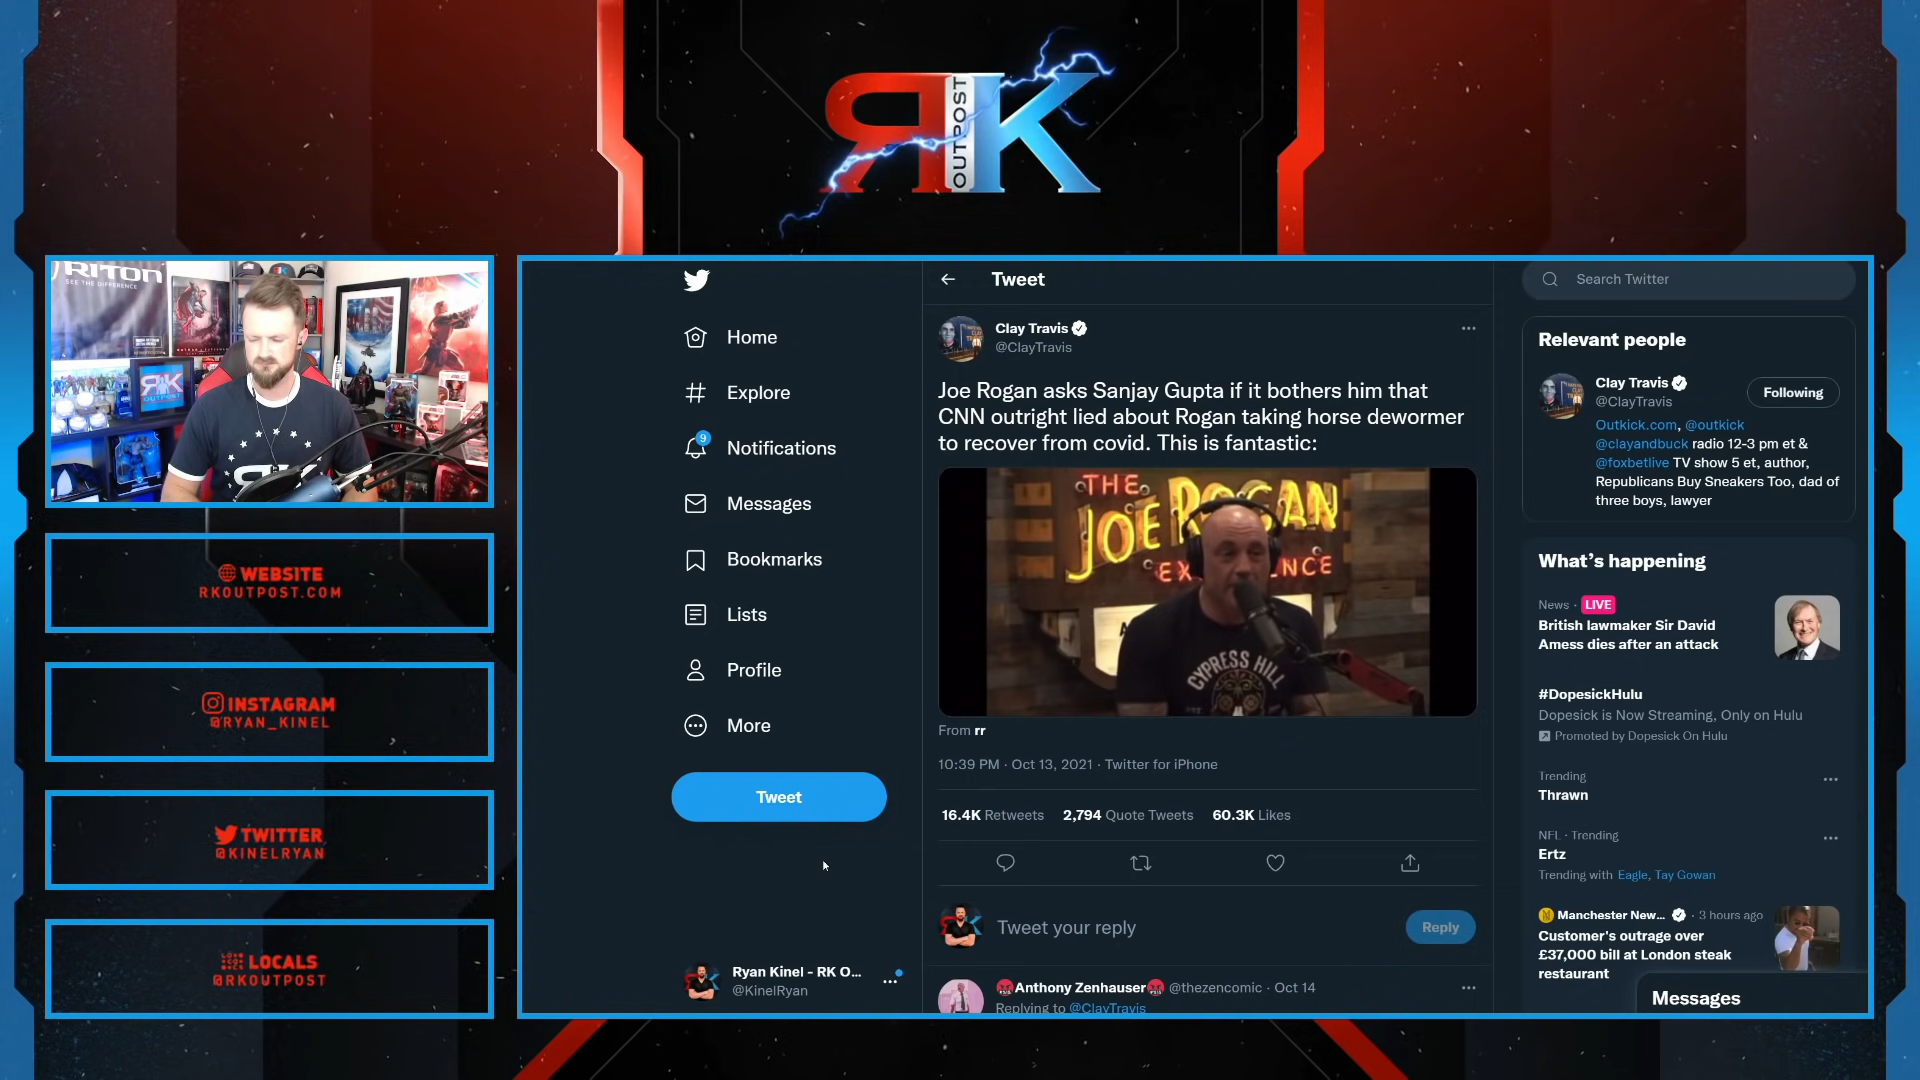 RK
OUTPOST
TRITON
SEE THE DIFFERENCE
RK
OUTPOST
WEBSITE
RKOUTPOST.COM
INSTAGRAM
@RYAN_KINEL
TWITTER
@KINELRYAN
LOCALS
@RKOUTPOST
Home
Explore
9
Notifications
Messages
Bookmarks
Lists
Profile
More
Tweet
Ryan Kinel - RK O...
@KinelRyan
Tweet
Clay Travis
@ClayTravis
Joe Rogan asks Sanjay Gupta if it bothers him that
CNN outright lied about Rogan taking horse dewormer
to recover from covid. This is fantastic:
THE
JOE ROGAN
CYPRESS HILL
From rr
10:39 PM · Oct 13, 2021 · Twitter for iPhone
16.4K Retweets 2,794 Quote Tweets 60.3K Likes
Tweet your reply
Reply
Anthony Zenhauser @thezencomic · Oct 14
Replying to @ClayTravis
Search Twitter
Relevant people
Clay Travis
@ClayTravis
Following
Outkick.com, @outkick
@clayandbuck radio 12-3 pm et &
@foxbetlive TV show 5 et, author,
Republicans Buy Sneakers Too, dad of
three boys, lawyer
What's happening
News · LIVE
British lawmaker Sir David
Amess dies after an attack
#DopesickHulu
Dopesick is Now Streaming, Only on Hulu
Promoted by Dopesick On Hulu
Trending
Thrawn
NFL · Trending
Ertz
Trending with Eagle, Tay Gowan
Manchester New... · 3 hours ago
Customer's outrage over
£37,000 bill at London steak
restaurant
Messages